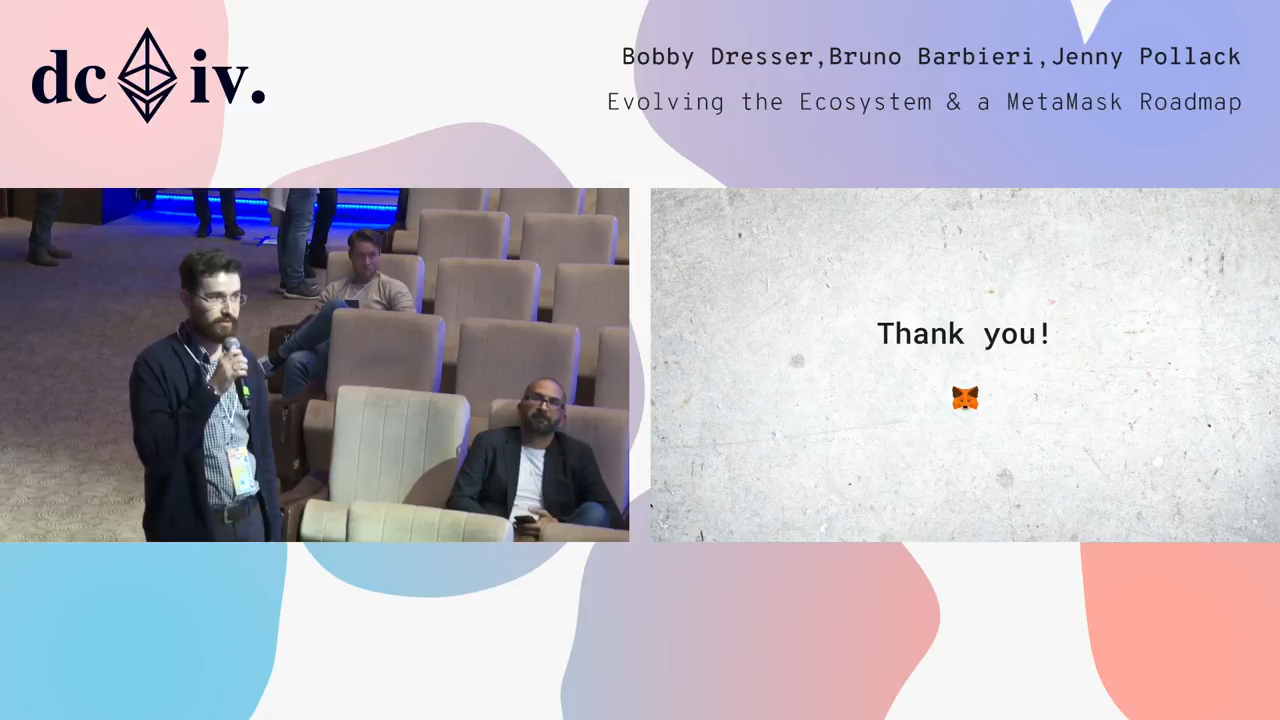 dc iv.
Bobby Dresser,Bruno Barbieri,Jenny Pollack
Evolving the Ecosystem & a MetaMask Roadmap
Thank you!